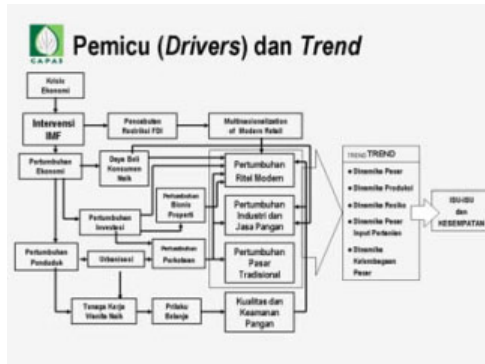 CAPAS
Pemicu (Drivers) dan Trend
Krisis
Ekonomi
Intervensi
IMF
Pencabutan
Restriksi FDI
Multinasionalization
of Modern Retail
Pertumbuhan
Ekonomi
Daya Beli
Konsumen
Naik
Pertumbuhan
Ritel Modern
Pertumbuhan
Bisnis
Properti
Pertumbuhan
Investasi
Pertumbuhan
Industri dan
Jasa Pangan
Pertumbuhan
Penduduk
Urbanisasi
Pertumbuhan
Perkotaan
Pertumbuhan
Pasar
Tradisional
Tenaga Kerja
Wanita Naik
Prilaku
Belanja
Kualitas dan
Keamanan
Pangan
TREND TREND
Dinamika Pasar
Dinamika Produksi
Dinamika Resiko
Dinamika Pasar
Input Pertanian
Dinamika
Kelembagaan
Pasar
ISU-ISU
dan
KESEMPATAN